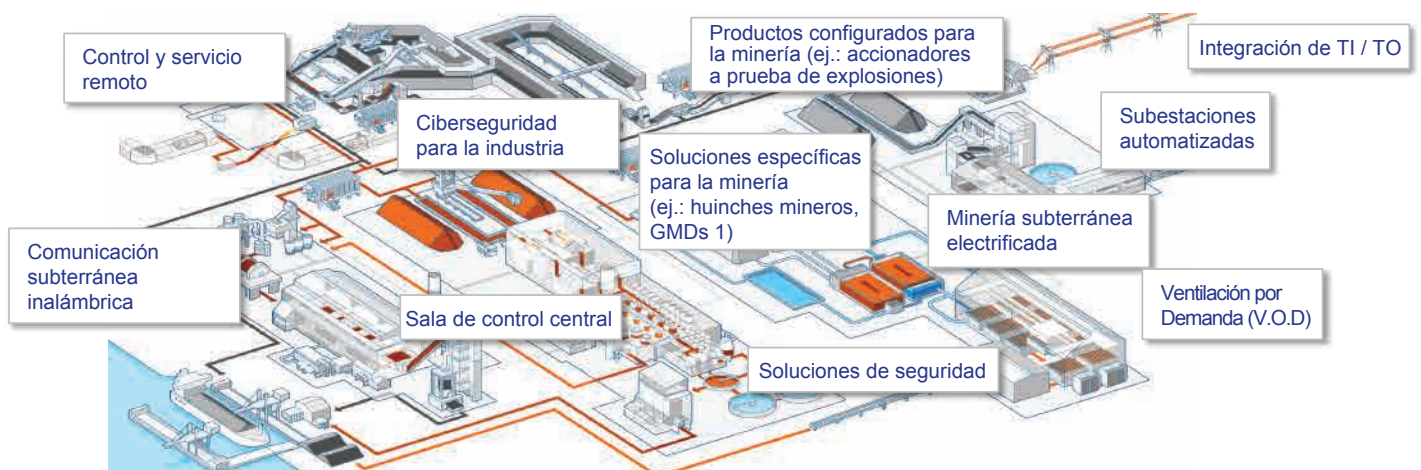 Control y servicio
remoto
Productos configurados para
la minería (ej.: accionadores
a prueba de explosiones)
Integración de TI / TO
Ciberseguridad
para la industria
Subestaciones
automatizadas
Soluciones específicas
para la minería
(ej.: huinches mineros,
GMDs 1)
Minería subterránea
electrificada
Comunicación
subterránea
inalámbrica
Sala de control central
Ventilación por
Demanda (V.O.D)
Soluciones de seguridad